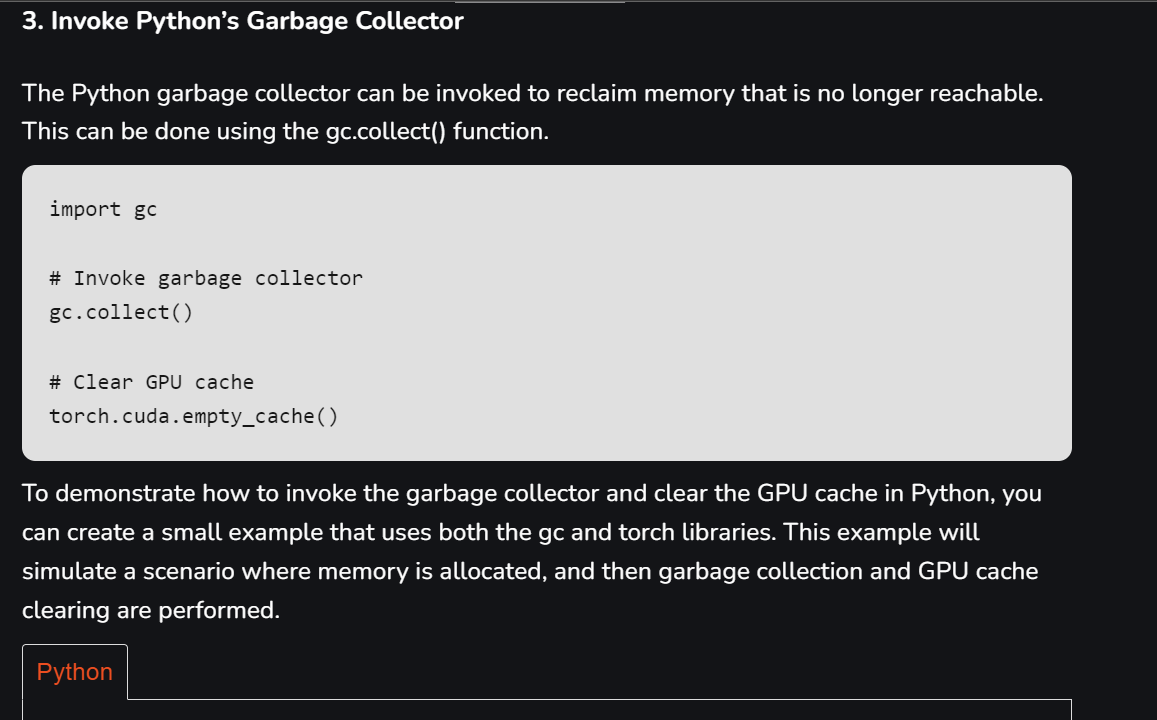 3. Invoke Python’s Garbage Collector
The Python garbage collector can be invoked to reclaim memory that is no longer reachable.
This can be done using the gc.collect() function.
import gc
# Invoke garbage collector
gc.collect()
# Clear GPU cache
torch.cuda.empty_cache()
To demonstrate how to invoke the garbage collector and clear the GPU cache in Python, you
can create a small example that uses both the gc and torch libraries. This example will
simulate a scenario where memory is allocated, and then garbage collection and GPU cache
clearing are performed.
Python